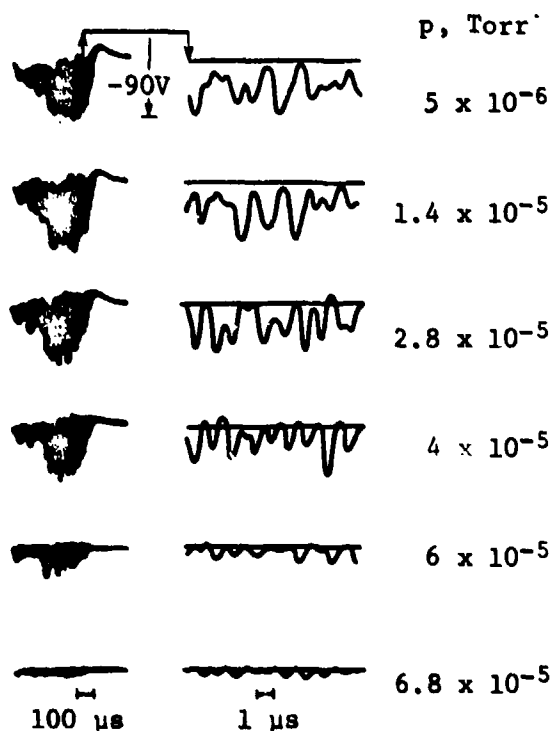 p, Torr
-90V
5 x 10⁻⁶
1.4 x 10⁻⁵
2.8 x 10⁻⁵
4 x 10⁻⁵
6 x 10⁻⁵
6.8 x 10⁻⁵
100 μs 1 μs